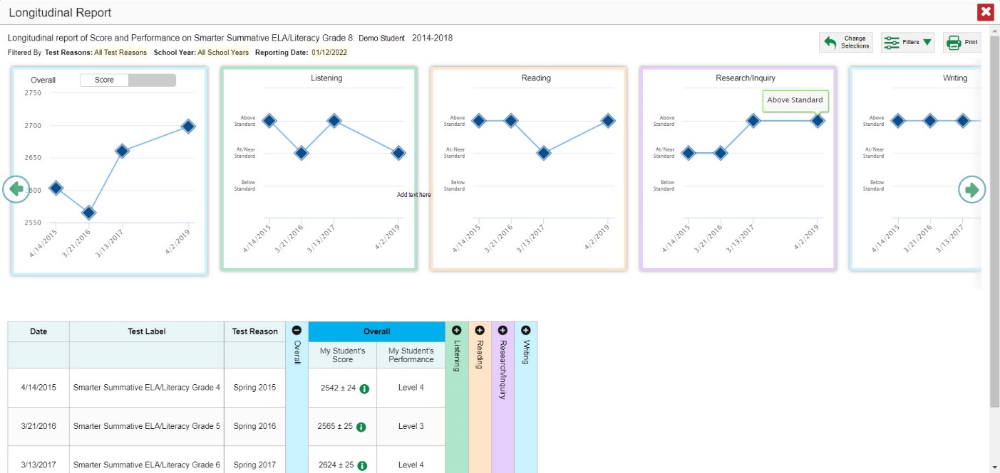 Longitudinal Report
Longitudinal report of Score and Performance on Smarter Summative ELA/Literacy Grade 8: Demo Student 2014-2018
Filtered By Test Reasons: All Test Reasons School Year: All School Years Reporting Date: 01/12/2022
Change Selections
Filters
Print
Overall
Score
2750
2700
2650
2600
2550
4/14/2015
3/21/2016
3/13/2017
4/2/2019
Listening
Above Standard
At/Near Standard
Below Standard
4/14/2015
3/21/2016
3/13/2017
4/2/2019
Add text here
Reading
Above Standard
At/Near Standard
Below Standard
4/14/2015
3/21/2016
3/13/2017
4/2/2019
Research/Inquiry
Above Standard
Above Standard
At/Near Standard
Below Standard
4/14/2015
3/21/2016
3/13/2017
4/2/2019
Writing
Above Standard
At/Near Standard
Below Standard
4/14/2015
3/21/2016
3/13/2017
Date Test Label Test Reason Overall Overall Listening Reading Research/Inquiry Writing
My Student's Score My Student's Performance
4/14/2015 Smarter Summative ELA/Literacy Grade 4 Spring 2015 2542 ± 24 Level 4
3/21/2016 Smarter Summative ELA/Literacy Grade 5 Spring 2016 2565 ± 25 Level 3
3/13/2017 Smarter Summative ELA/Literacy Grade 6 Spring 2017 2624 ± 25 Level 4